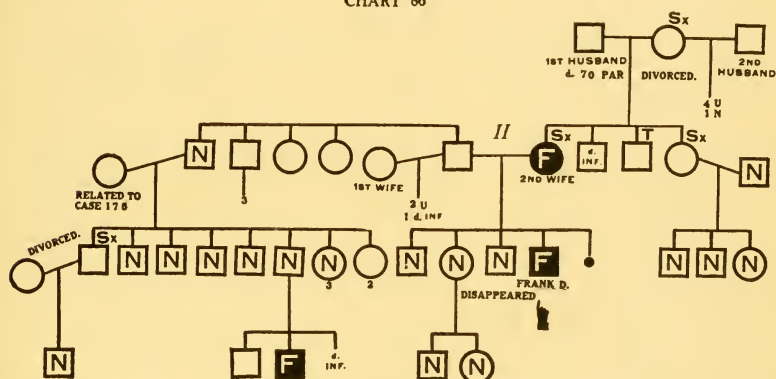 CHART 66
Sx
1ST HUSBAND
d. 70 PAR
DIVORCED.
2ND
HUSBAND
4 U
1 N
II
N
3
1ST WIFE
2 U
1 d. INF
Sx
F
2ND WIFE
d.
INF.
T
Sx
N
RELATED TO
CASE 175
DIVORCED.
Sx
N
N
N
N
N
N
3
2
N
N
N
F
FRANK D.
DISAPPEARED
N
N
N
N
F
d.
INF.
N
N